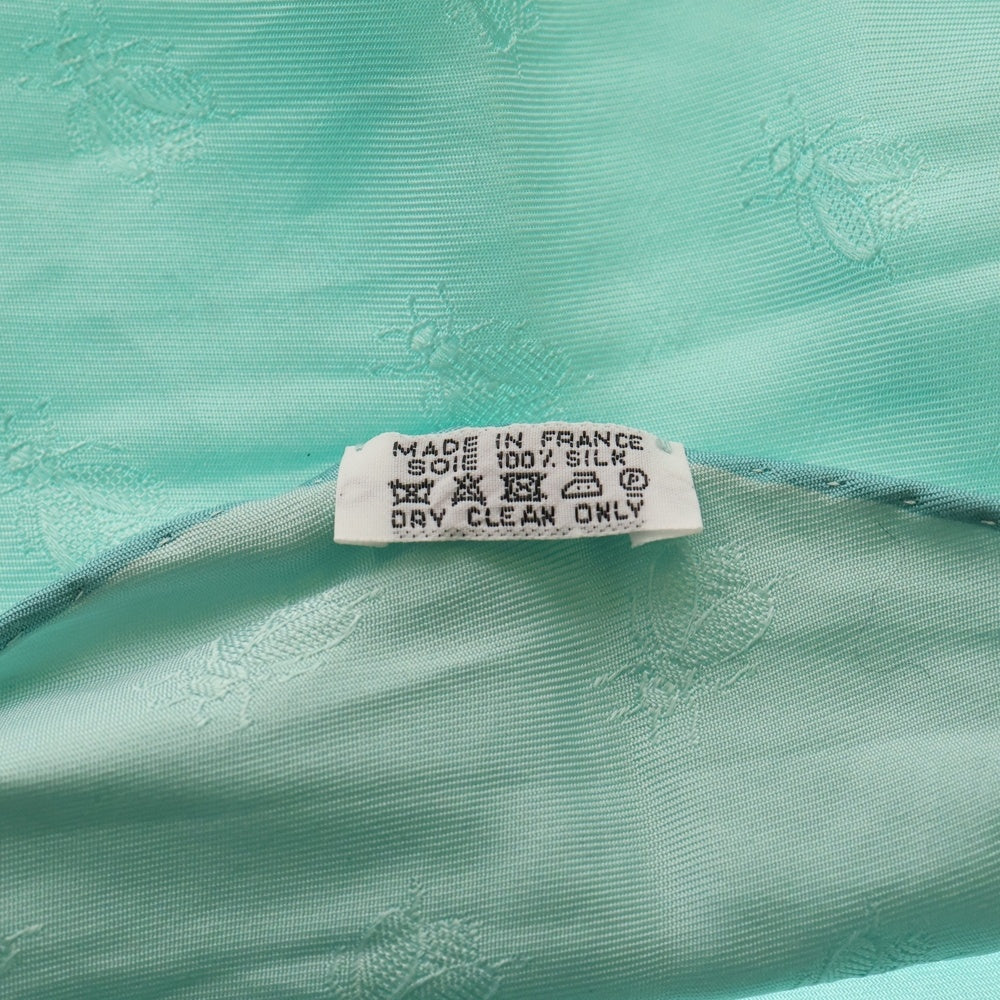 MADE IN FRANCE
SOIE 100% SILK
P
DRY CLEAN ONLY